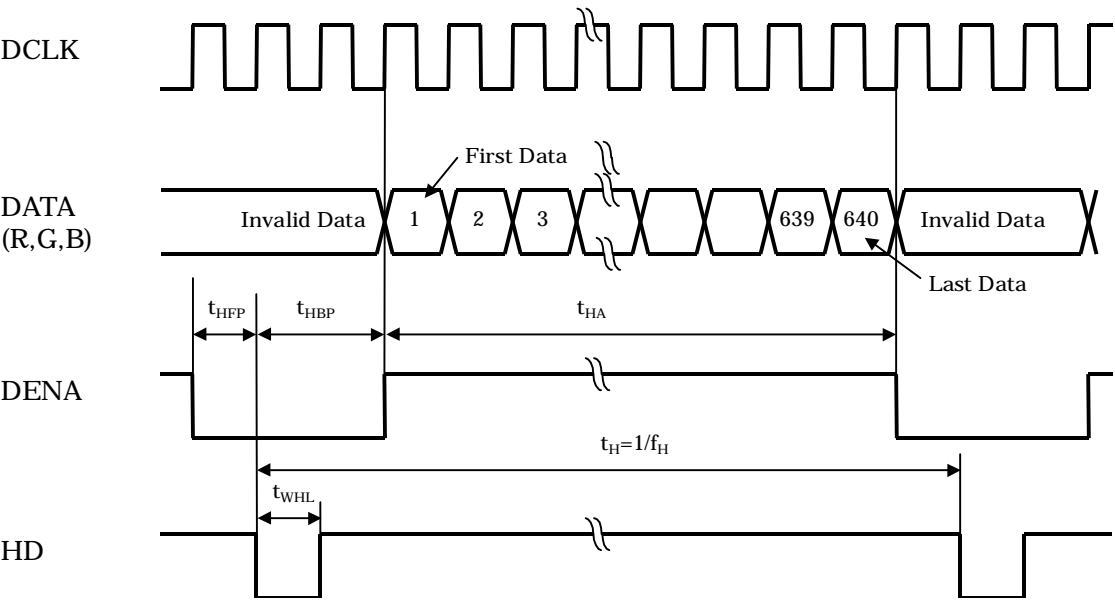 DCLK
First Data
DATA
(R,G,B)
Invalid Data 1 2 3 639 640 Invalid Data
Last Data
tHFP tHBP tHA
DENA
tH=1/fH
tWHL
HD